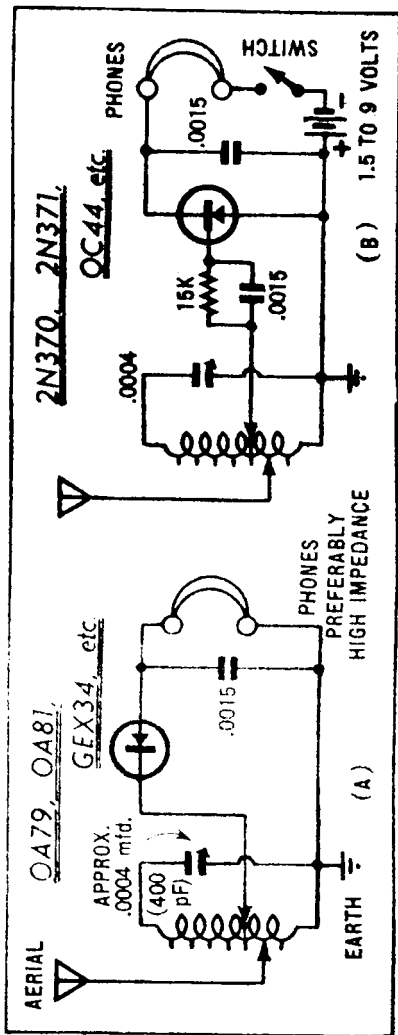 AERIAL
OA79, OA81,
GEX34, etc
APPROX.
.0004 mfd.
(400
pF)
.0015
PHONES
PREFERABLY
HIGH IMPEDANCE
EARTH
(A)
2N370, 2N371,
OC44, etc.
.0004
15K
.0015
.0015
PHONES
SWITCH
+ -
1.5 TO 9 VOLTS
(B)